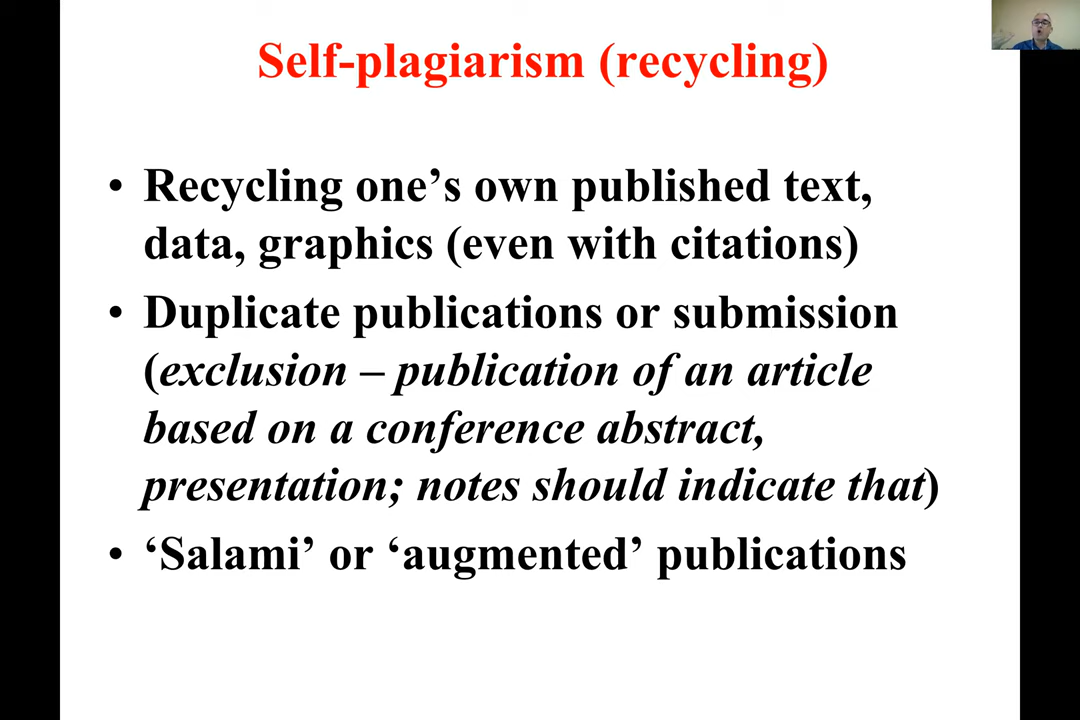 Self-plagiarism (recycling)
• Recycling one’s own published text,
data, graphics (even with citations)
• Duplicate publications or submission
(exclusion – publication of an article
based on a conference abstract,
presentation; notes should indicate that)
• ‘Salami’ or ‘augmented’ publications